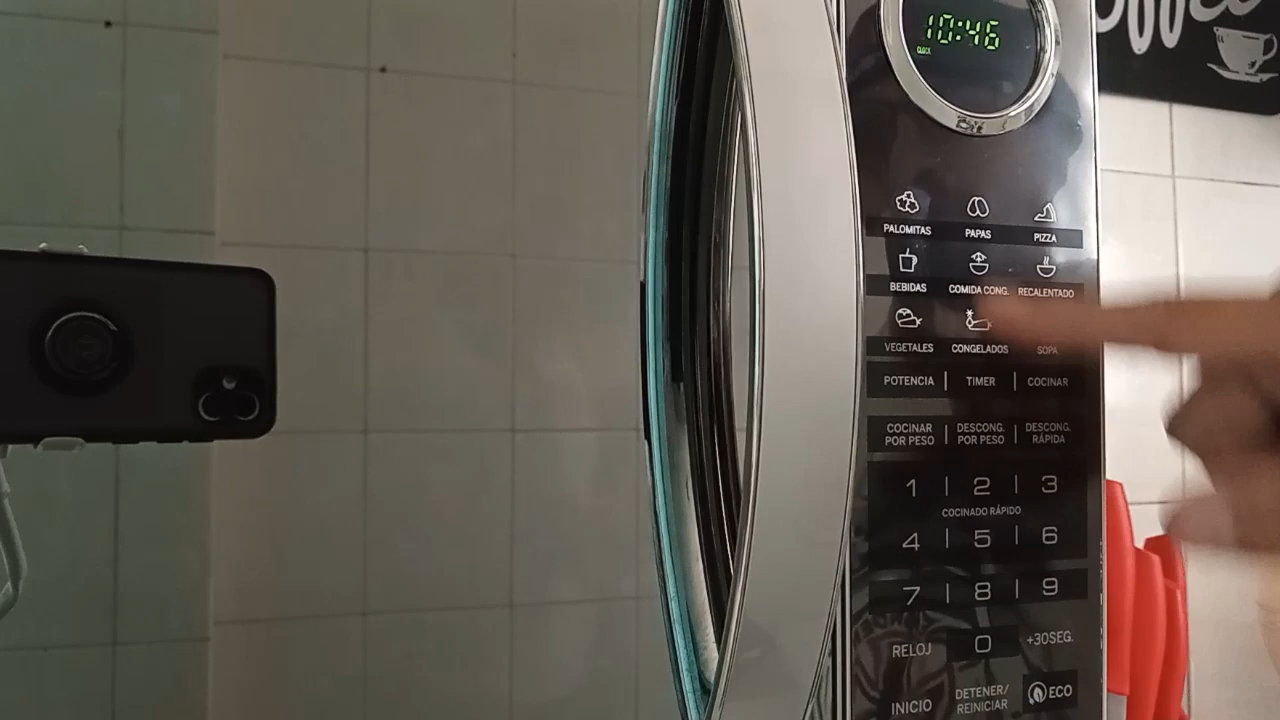 Coffee
10:46
CLOCK
PALOMITAS PAPAS PIZZA
BEBIDAS COMIDA CONG. RECALENTADO
VEGETALES CONGELADOS SOPA
POTENCIA | TIMER | COCINAR
COCINAR POR PESO | DESCONG. POR PESO | DESCONG. RÁPIDA
1 | 2 | 3
COCINADO RÁPIDO
4 | 5 | 6
7 | 8 | 9
RELOJ 0 +30SEG.
INICIO DETENER/ REINICIAR ECO